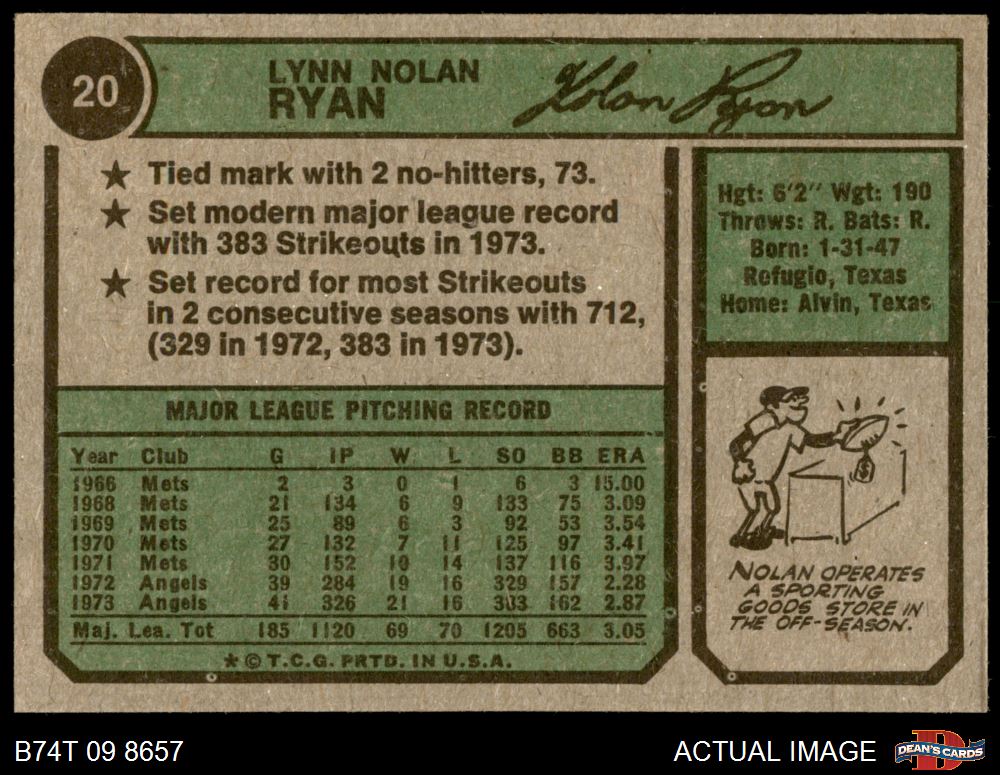 20
LYNN NOLAN
RYAN
Nolan Ryan
★ Tied mark with 2 no-hitters, 73.
★ Set modern major league record
with 383 Strikeouts in 1973.
★ Set record for most Strikeouts
in 2 consecutive seasons with 712,
(329 in 1972, 383 in 1973).
Hgt: 6'2" Wgt: 190
Throws: R. Bats: R.
Born: 1-31-47
Refugio, Texas
Home: Alvin, Texas
MAJOR LEAGUE PITCHING RECORD
Year Club G IP W L SO BB ERA
1966 Mets 2 3 0 1 6 3 15.00
1968 Mets 21 134 6 9 133 75 3.09
1969 Mets 25 89 6 3 92 53 3.54
1970 Mets 27 132 7 11 125 97 3.41
1971 Mets 30 152 10 14 137 116 3.97
1972 Angels 39 284 19 16 329 157 2.28
1973 Angels 41 326 21 16 383 162 2.87
Maj. Lea. Tot 185 1120 69 70 1205 663 3.05
★ © T.C.G. PRTD. IN U.S.A.
$
NOLAN OPERATES
A SPORTING
GOODS STORE IN
THE OFF-SEASON.
B74T 09 8657
ACTUAL IMAGE
D
DEAN'S CARDS